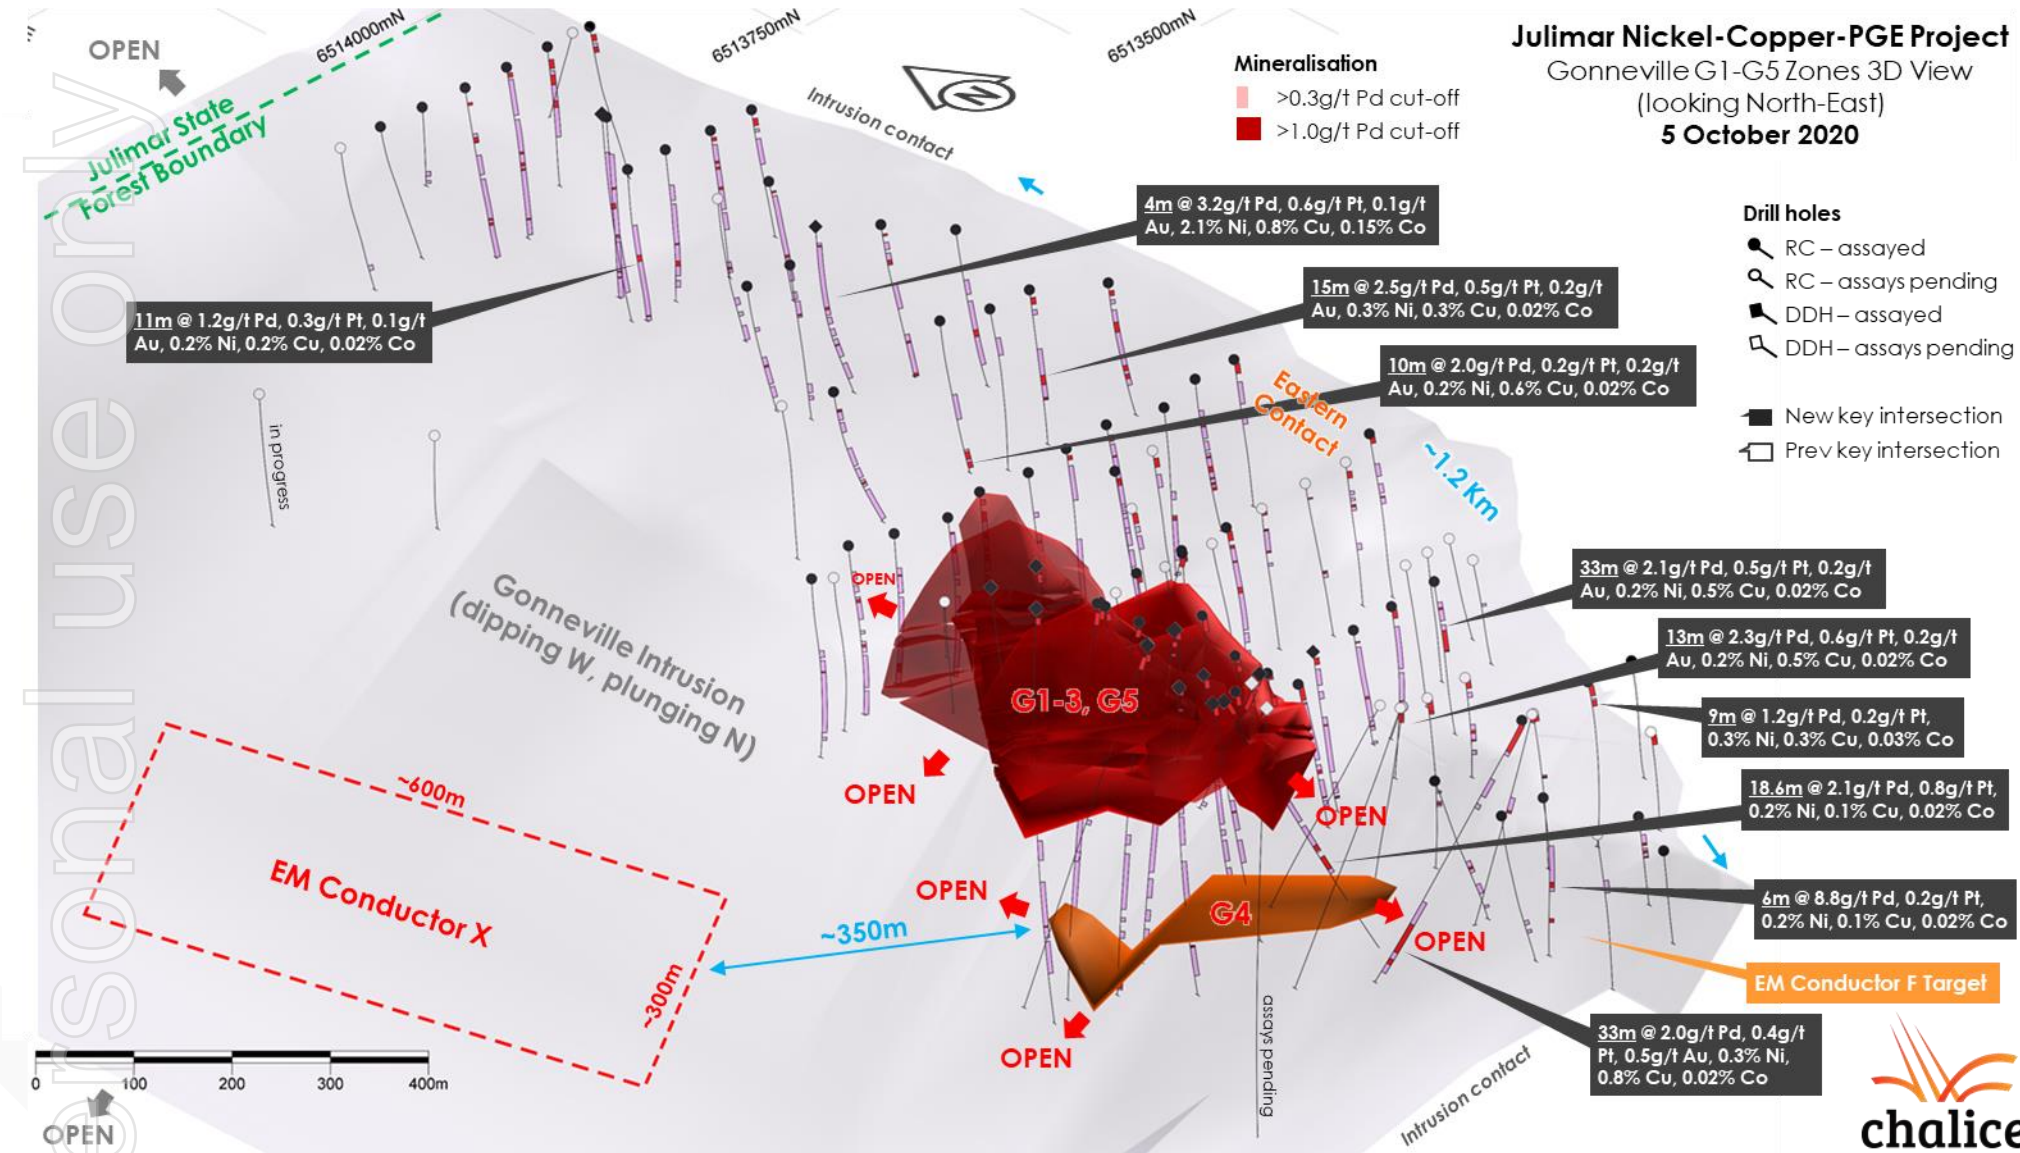 Julimar Nickel-Copper-PGE Project
Gonneville G1-G5 Zones 3D View
(looking North-East)
5 October 2020
6514000mN
6513750mN
6513500mN
OPEN
Julimar State
Forest Boundary
Intrusion contact
N
Mineralisation
>0.3g/t Pd cut-off
>1.0g/t Pd cut-off
Drill holes
RC – assayed
RC – assays pending
DDH – assayed
DDH – assays pending
New key intersection
Prev key intersection
4m @ 3.2g/t Pd, 0.6g/t Pt, 0.1g/t
Au, 2.1% Ni, 0.8% Cu, 0.15% Co
15m @ 2.5g/t Pd, 0.5g/t Pt, 0.2g/t
Au, 0.3% Ni, 0.3% Cu, 0.02% Co
11m @ 1.2g/t Pd, 0.3g/t Pt, 0.1g/t
Au, 0.2% Ni, 0.2% Cu, 0.02% Co
10m @ 2.0g/t Pd, 0.2g/t Pt, 0.2g/t
Au, 0.2% Ni, 0.6% Cu, 0.02% Co
Eastern
Contact
~1.2 Km
in progress
33m @ 2.1g/t Pd, 0.5g/t Pt, 0.2g/t
Au, 0.2% Ni, 0.5% Cu, 0.02% Co
OPEN
Gonneville Intrusion
(dipping W, plunging N)
13m @ 2.3g/t Pd, 0.6g/t Pt, 0.2g/t
Au, 0.2% Ni, 0.5% Cu, 0.02% Co
G1-3, G5
9m @ 1.2g/t Pd, 0.2g/t Pt,
0.3% Ni, 0.3% Cu, 0.03% Co
OPEN
OPEN
18.6m @ 2.1g/t Pd, 0.8g/t Pt,
0.2% Ni, 0.1% Cu, 0.02% Co
~600m
EM Conductor X
~300m
OPEN
G4
~350m
OPEN
6m @ 8.8g/t Pd, 0.2g/t Pt,
0.2% Ni, 0.1% Cu, 0.02% Co
EM Conductor F Target
assays pending
OPEN
33m @ 2.0g/t Pd, 0.4g/t
Pt, 0.5g/t Au, 0.3% Ni,
0.8% Cu, 0.02% Co
Intrusion contact
0 100 200 300 400m
OPEN
chalice
ersonal use only